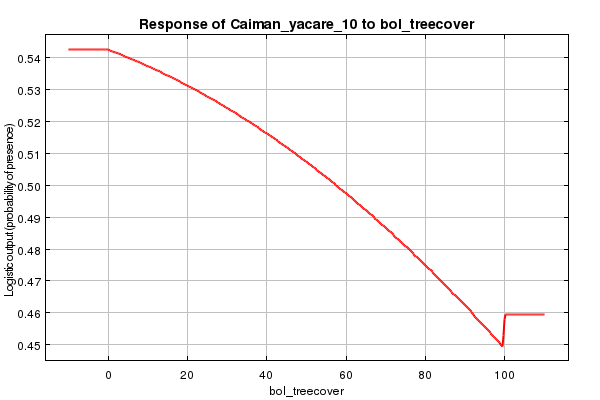 Response of Caiman_yacare_10 to bol_treecover
Logistic output (probability of presence)
0.54
0.53
0.52
0.51
0.50
0.49
0.48
0.47
0.46
0.45
0 20 40 60 80 100
bol_treecover